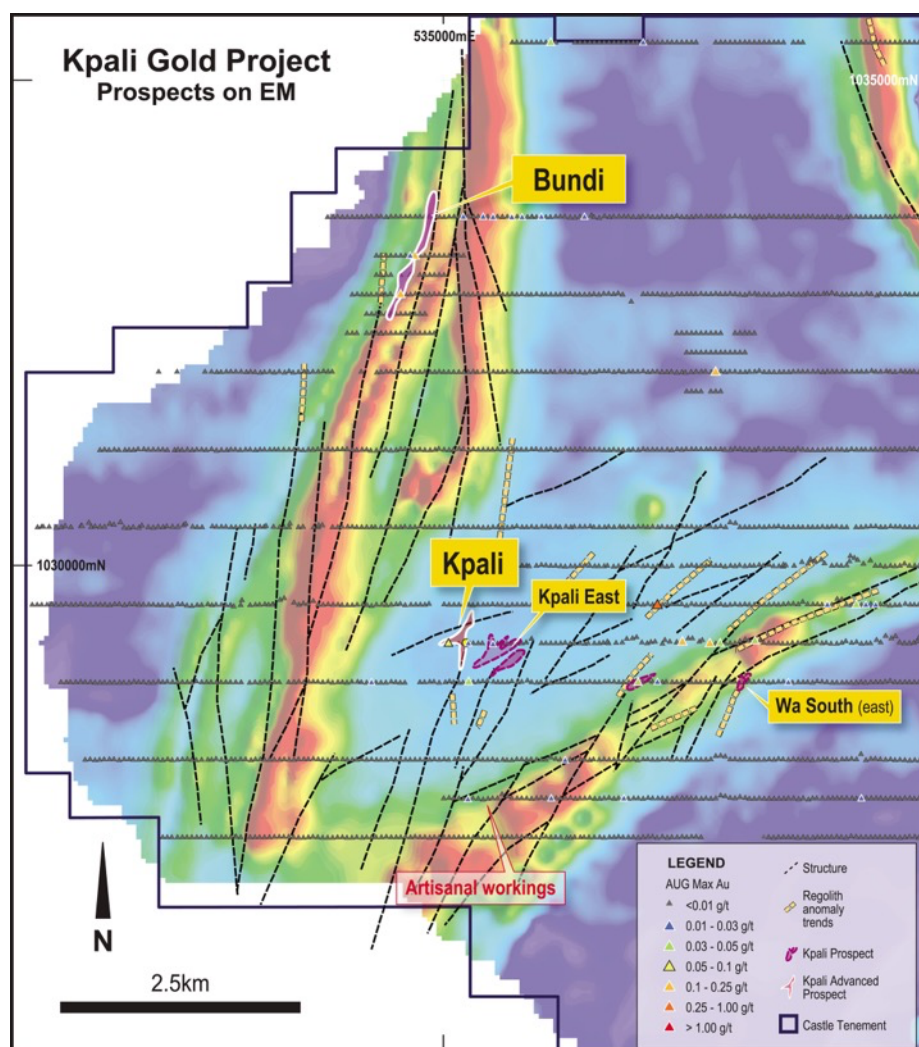 535000mE
Kpali Gold Project
Prospects on EM
1035000mN
Bundi
1030000mN
Kpali
Kpali East
Wa South (east)
Artisanal workings
N
2.5km
LEGEND
AUG Max Au
<0.01 g/t
0.01 - 0.03 g/t
0.03 - 0.05 g/t
0.05 - 0.1 g/t
0.1 - 0.25 g/t
0.25 - 1.00 g/t
> 1.00 g/t
Structure
Regolith
anomaly
trends
Kpali Prospect
Kpali Advanced
Prospect
Castle Tenement